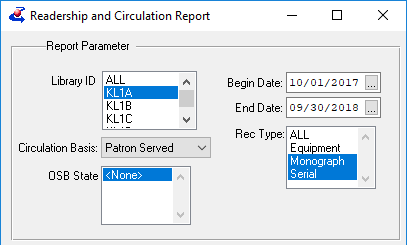 Readership and Circulation Report
Report Parameter
Library ID
ALL
KL1A
KL1B
KL1C
Begin Date: 10/01/2017 ...
End Date: 09/30/2018 ...
Circulation Basis: Patron Served
Rec Type:
ALL
Equipment
Monograph
Serial
OSB State
<None>